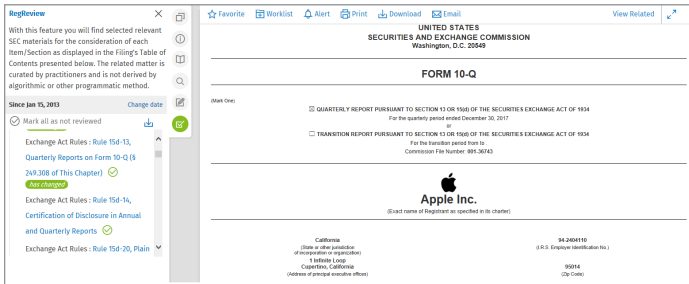 RegReview
With this feature you will find selected relevant
SEC materials for the consideration of each
Item/Section as displayed in the Filing's Table of
Contents presented below. The related matter is
curated by practitioners and is not derived by
algorithmic or other programmatic method.
Since Jan 15, 2013 Change date
Mark all as not reviewed
Exchange Act Rules : Rule 15d-13,
Quarterly Reports on Form 10-Q (§
249.308 of This Chapter)
has changed
Exchange Act Rules : Rule 15d-14,
Certification of Disclosure in Annual
and Quarterly Reports
Exchange Act Rules : Rule 15d-20, Plain
Favorite Worklist Alert Print Download Email View Related
UNITED STATES
SECURITIES AND EXCHANGE COMMISSION
Washington, D.C. 20549
FORM 10-Q
(Mark One)
☒ QUARTERLY REPORT PURSUANT TO SECTION 13 OR 15(d) OF THE SECURITIES EXCHANGE ACT OF 1934
For the quarterly period ended December 30, 2017
or
☐ TRANSITION REPORT PURSUANT TO SECTION 13 OR 15(d) OF THE SECURITIES EXCHANGE ACT OF 1934
For the transition period from to .
Commission File Number: 001-36743
Apple Inc.
(Exact name of Registrant as specified in its charter)
California 94-2404110
(State or other jurisdiction (I.R.S. Employer Identification No.)
of incorporation or organization)
1 Infinite Loop
Cupertino, California 95014
(Address of principal executive offices) (Zip Code)